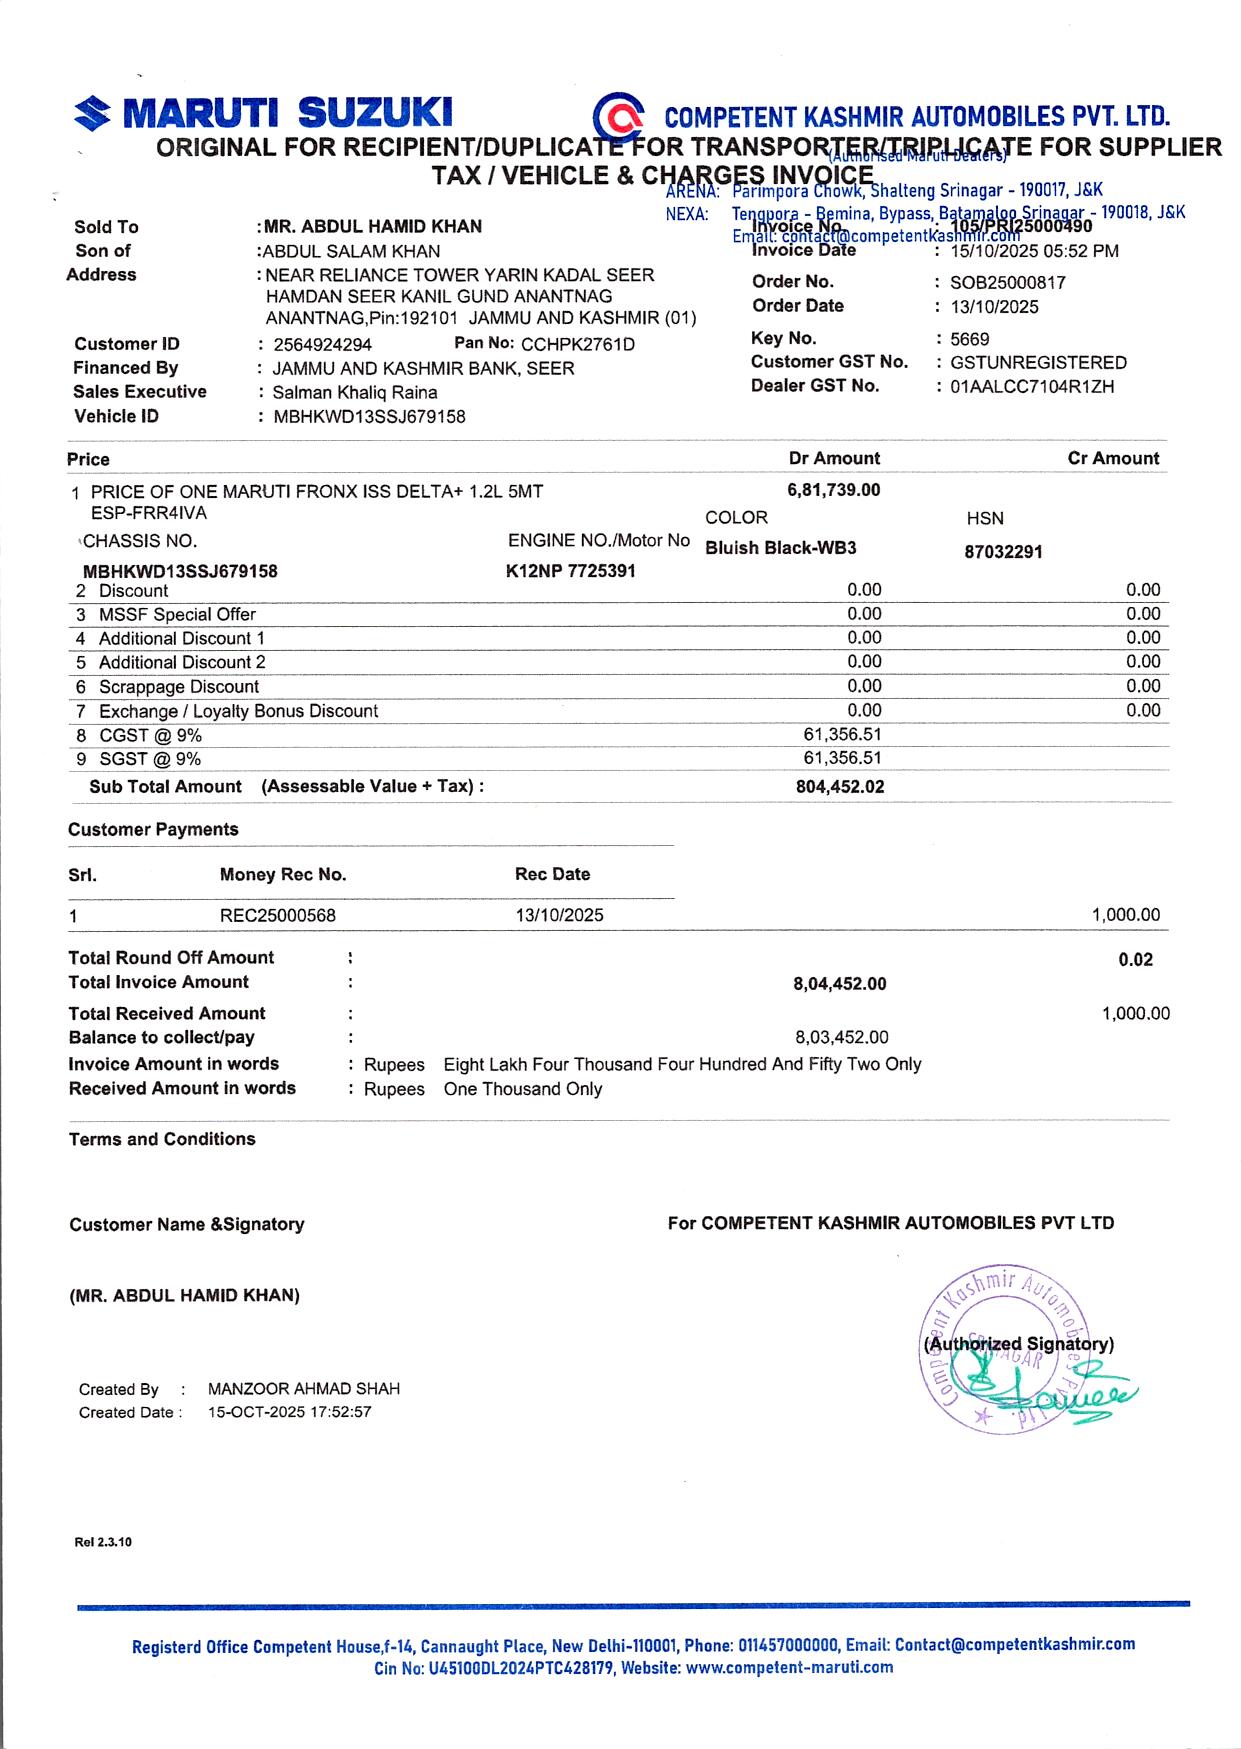 MARUTI SUZUKI
COMPETENT KASHMIR AUTOMOBILES PVT. LTD.
ORIGINAL FOR RECIPIENT/DUPLICATE FOR TRANSPORTER/TRIPLICATE FOR SUPPLIER
(Authorised Maruti Dealers)
TAX / VEHICLE & CHARGES INVOICE
ARENA: Parimpora Chowk, Shalteng Srinagar - 190017, J&K
NEXA: Tengpora - Bemina, Bypass, Batamaloo Srinagar - 190018, J&K
Email: contact@competentkashmir.com
Sold To :MR. ABDUL HAMID KHAN Invoice No. : 105/PRI25000490
Son of :ABDUL SALAM KHAN Invoice Date : 15/10/2025 05:52 PM
Address : NEAR RELIANCE TOWER YARIN KADAL SEER
HAMDAN SEER KANIL GUND ANANTNAG
ANANTNAG,Pin:192101 JAMMU AND KASHMIR (01)
Order No. : SOB25000817
Order Date : 13/10/2025
Customer ID : 2564924294 Pan No: CCHPK2761D Key No. : 5669
Financed By : JAMMU AND KASHMIR BANK, SEER Customer GST No. : GSTUNREGISTERED
Sales Executive : Salman Khaliq Raina Dealer GST No. : 01AALCC7104R1ZH
Vehicle ID : MBHKWD13SSJ679158
Price Dr Amount Cr Amount
1 PRICE OF ONE MARUTI FRONX ISS DELTA+ 1.2L 5MT 6,81,739.00
ESP-FRR4IVA
COLOR HSN
CHASSIS NO. ENGINE NO./Motor No Bluish Black-WB3 87032291
MBHKWD13SSJ679158 K12NP 7725391
2 Discount 0.00 0.00
3 MSSF Special Offer 0.00 0.00
4 Additional Discount 1 0.00 0.00
5 Additional Discount 2 0.00 0.00
6 Scrappage Discount 0.00 0.00
7 Exchange / Loyalty Bonus Discount 0.00 0.00
8 CGST @ 9% 61,356.51
9 SGST @ 9% 61,356.51
Sub Total Amount (Assessable Value + Tax) : 804,452.02
Customer Payments
Srl. Money Rec No. Rec Date
1 REC25000568 13/10/2025 1,000.00
Total Round Off Amount : 0.02
Total Invoice Amount : 8,04,452.00
Total Received Amount : 1,000.00
Balance to collect/pay : 8,03,452.00
Invoice Amount in words : Rupees Eight Lakh Four Thousand Four Hundred And Fifty Two Only
Received Amount in words : Rupees One Thousand Only
Terms and Conditions
Customer Name &Signatory For COMPETENT KASHMIR AUTOMOBILES PVT LTD
(MR. ABDUL HAMID KHAN)
Competent Kashmir Automobiles Pvt. Ltd.
SRINAGAR
(Authorized Signatory)
Created By : MANZOOR AHMAD SHAH
Created Date : 15-OCT-2025 17:52:57
Rel 2.3.10
Registerd Office Competent House,f-14, Cannaught Place, New Delhi-110001, Phone: 011457000000, Email: Contact@competentkashmir.com
Cin No: U45100DL2024PTC428179, Website: www.competent-maruti.com